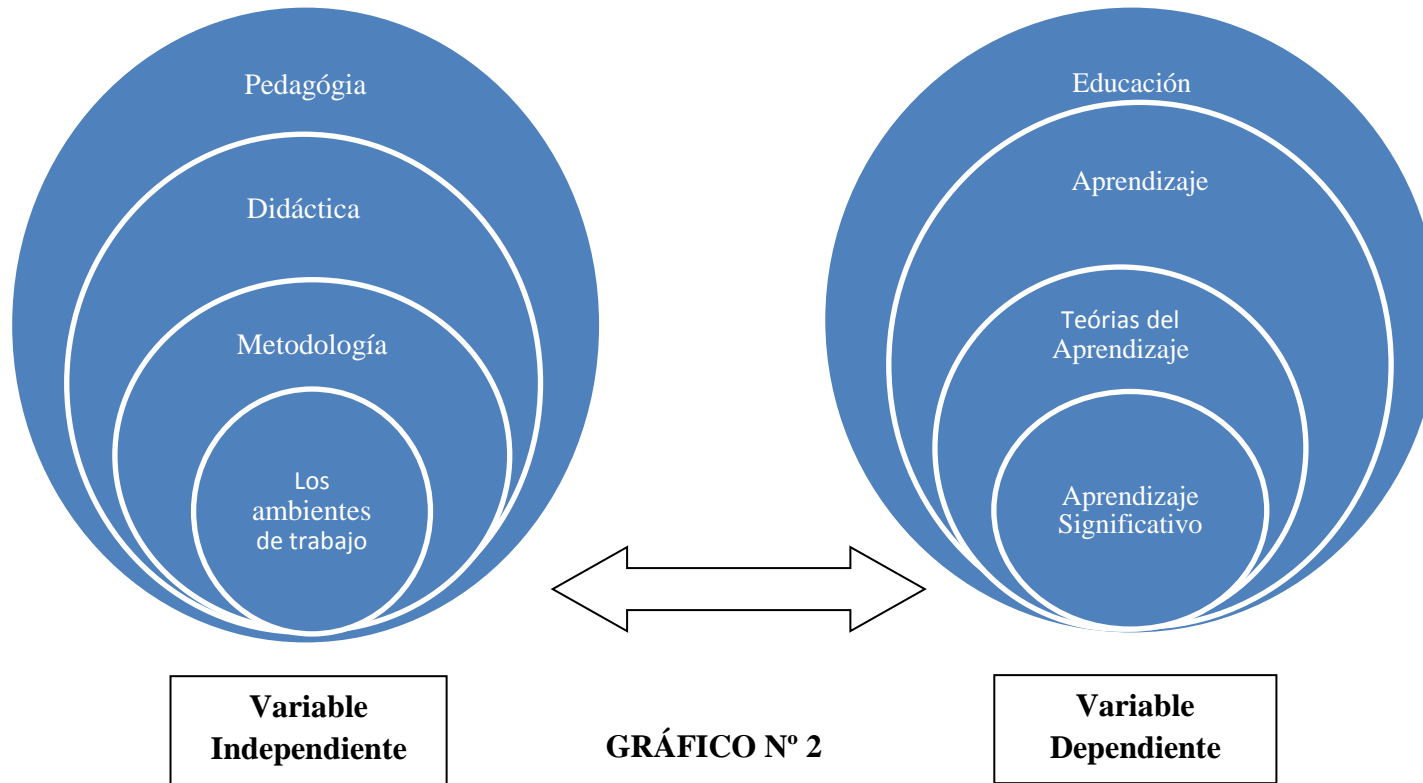 Pedagógia
Didáctica
Metodología
Los
ambientes
de trabajo
Educación
Aprendizaje
Teórias del
Aprendizaje
Aprendizaje
Significativo
Variable
Independiente
GRÁFICO Nº 2
Variable
Dependiente